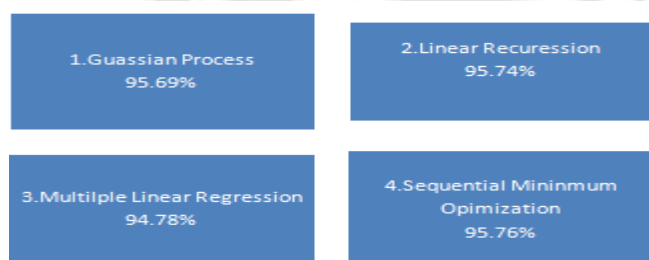 1.Guassian Process
95.69%
2.Linear Recuression
95.74%
3.Multilple Linear Regression
94.78%
4.Sequential Mininmum
Opimization
95.76%